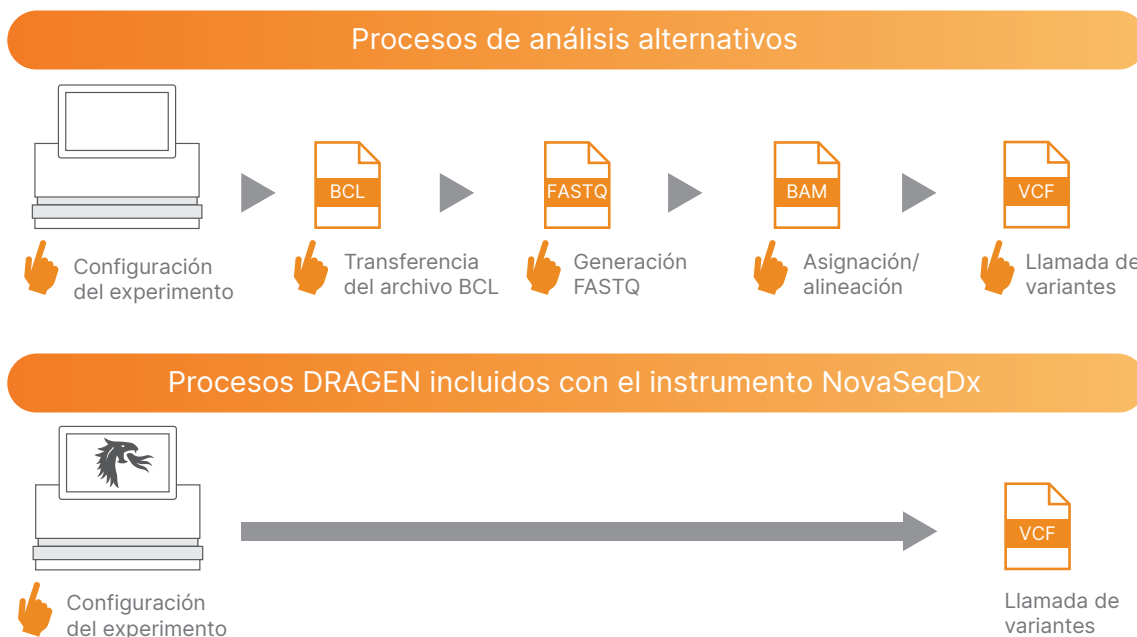 Procesos de análisis alternativos
BCL
FASTQ
BAM
VCF
Configuración
del experimento
Transferencia
del archivo BCL
Generación
FASTQ
Asignación/
alineación
Llamada de
variantes
Procesos DRAGEN incluidos con el instrumento NovaSeqDx
VCF
Configuración
del experimento
Llamada de
variantes